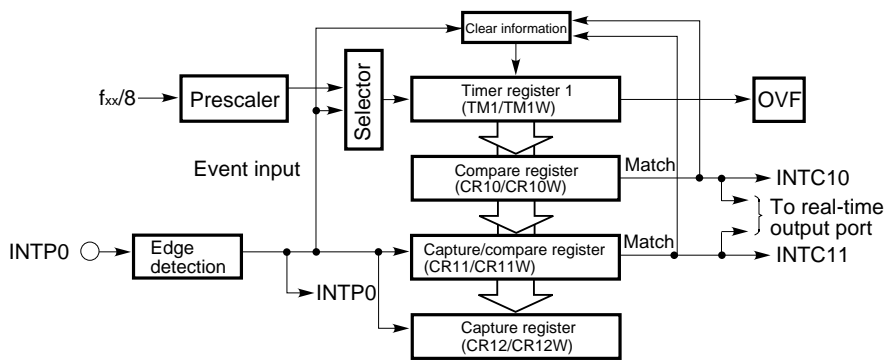 Clear information
fxx/8
Prescaler
Selector
Timer register 1
(TM1/TM1W)
OVF
Event input
Compare register
(CR10/CR10W)
Match
INTC10
To real-time
output port
INTP0
Edge
detection
Capture/compare register
(CR11/CR11W)
Match
INTC11
INTP0
Capture register
(CR12/CR12W)